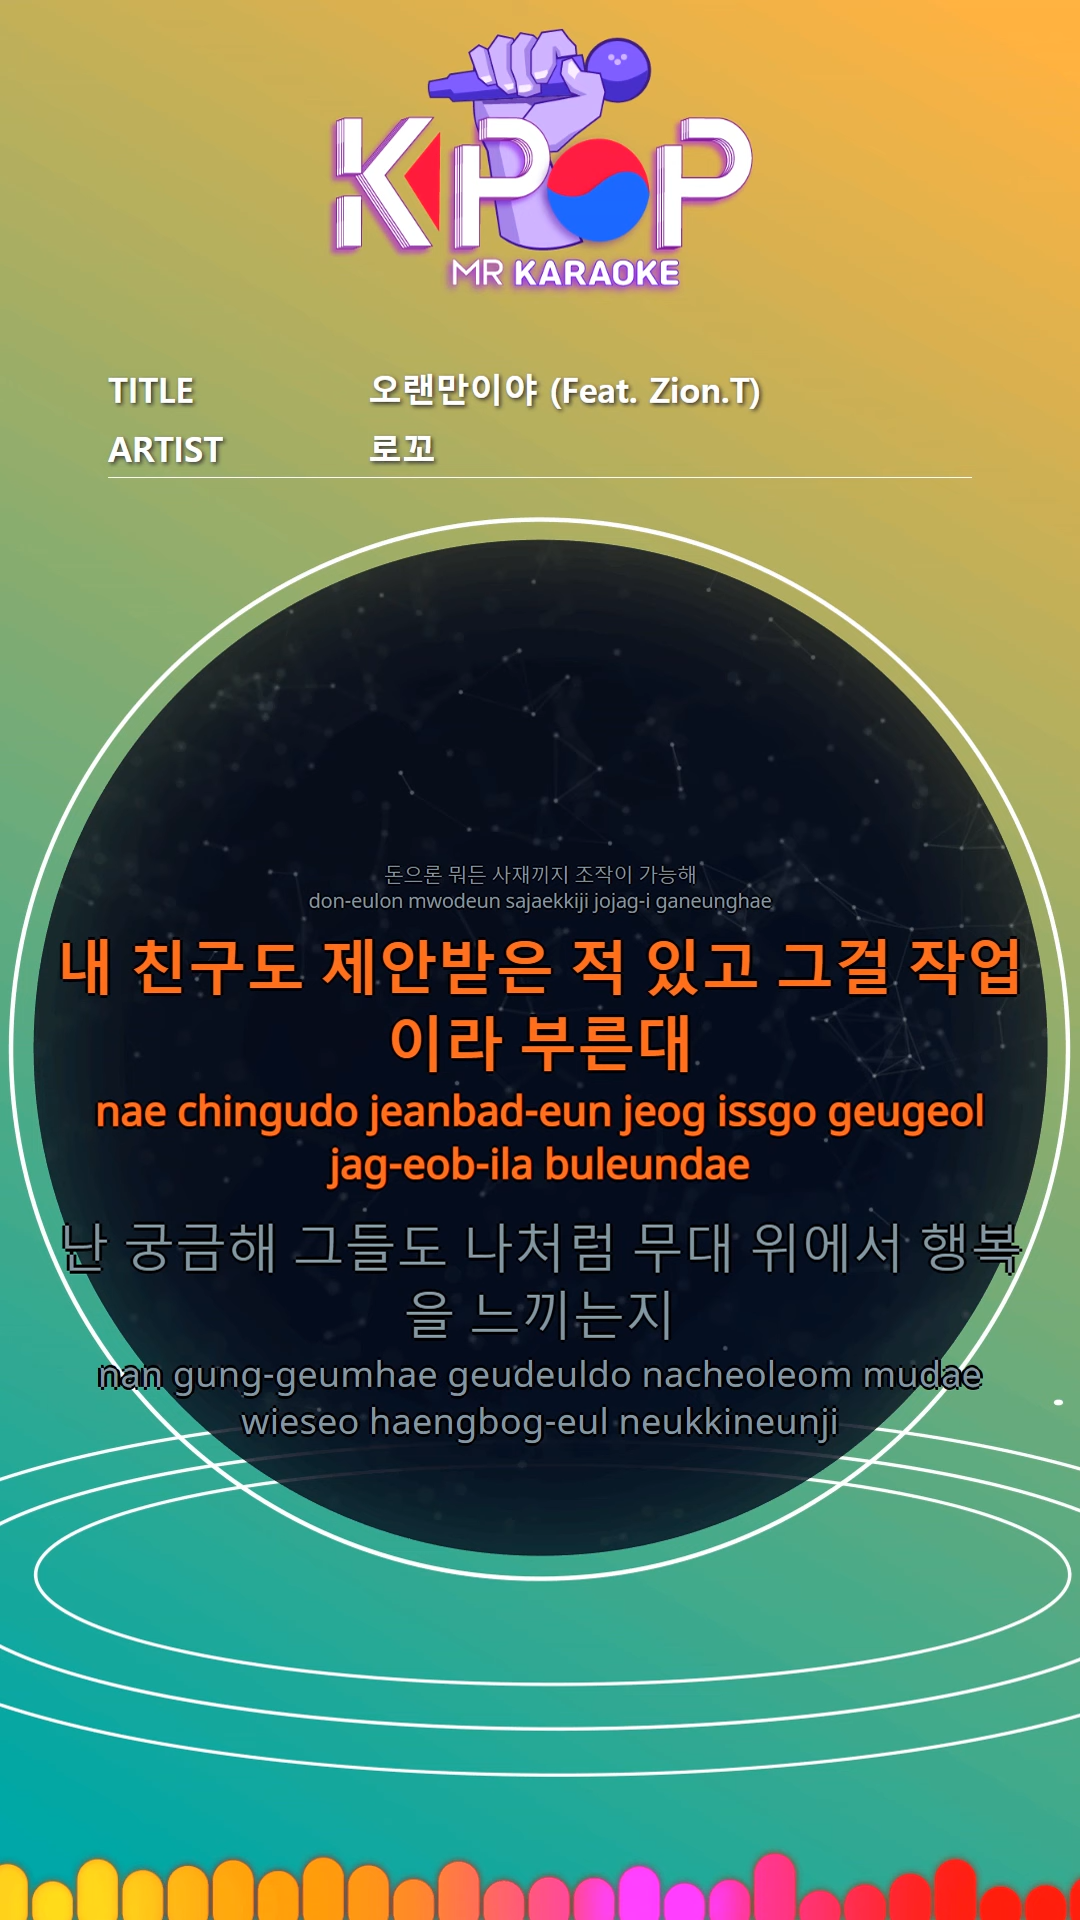 KPOP
MR KARAOKE
TITLE 오랜만이야 (Feat. Zion.T)
ARTIST 로꼬
돈으론 뭐든 사재끼지 조작이 가능해
don-eulon mwodeun sajaekkiji jojag-i ganeunghae
내 친구도 제안받은 적 있고 그걸 작업
이라 부른대
nae chingudo jeanbad-eun jeog issgo geugeol
jag-eob-ila buleundae
난 궁금해 그들도 나처럼 무대 위에서 행복
을 느끼는지
nan gung-geumhae geudeuldo nacheoleom mudae
wieseo haengbog-eul neukkineunji